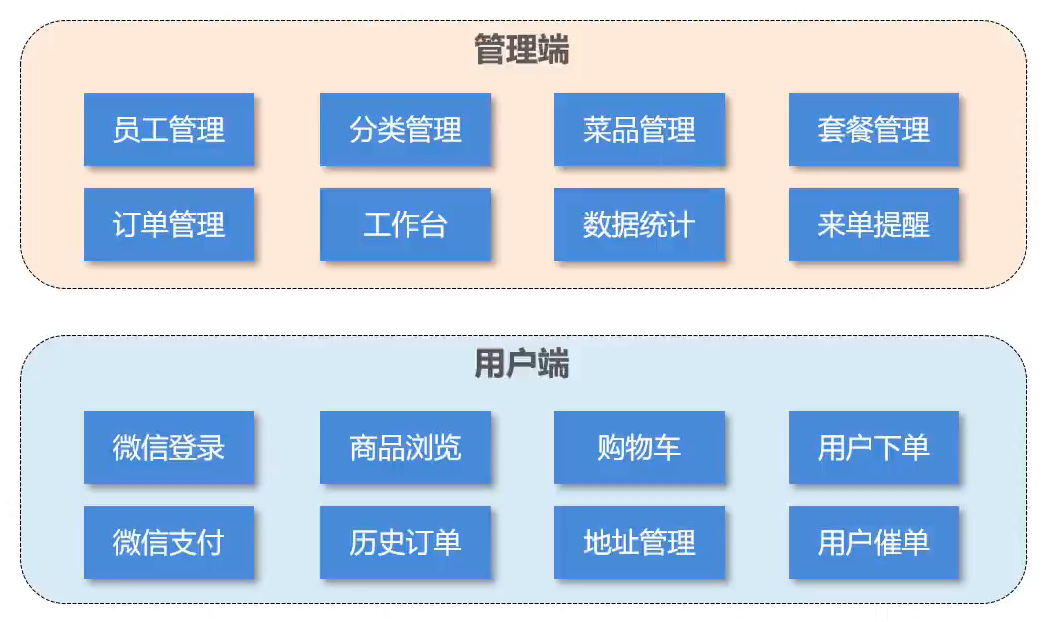 管理端
员工管理
分类管理
菜品管理
套餐管理
订单管理
工作台
数据统计
来单提醒
用户端
微信登录
商品浏览
购物车
用户下单
微信支付
历史订单
地址管理
用户催单